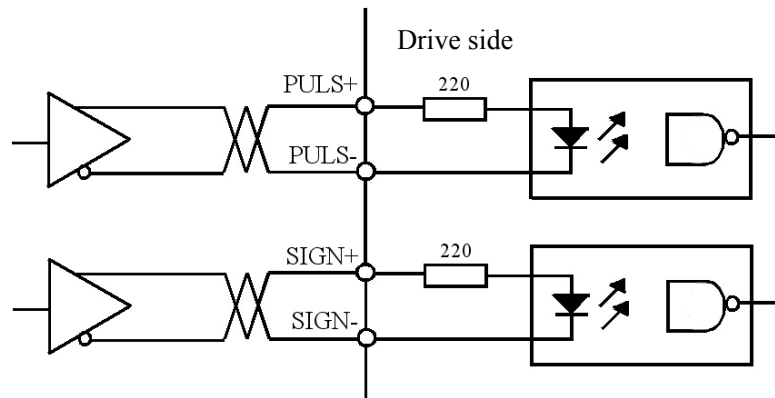 Drive side
PULS+
220
PULS-
SIGN+
220
SIGN-